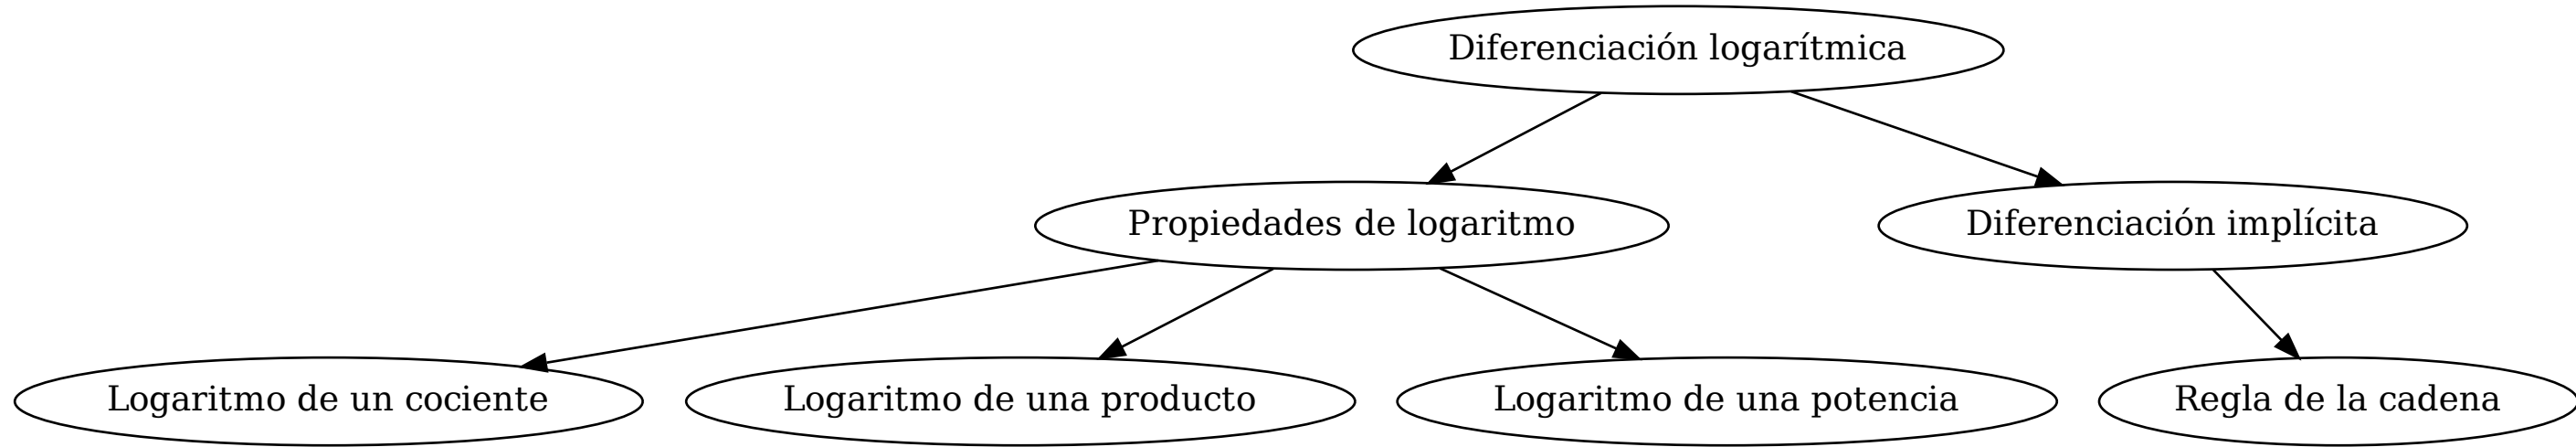 Diferenciación logarítmica
Propiedades de logaritmo
Diferenciación implícita
Logaritmo de un cociente
Logaritmo de una producto
Logaritmo de una potencia
Regla de la cadena